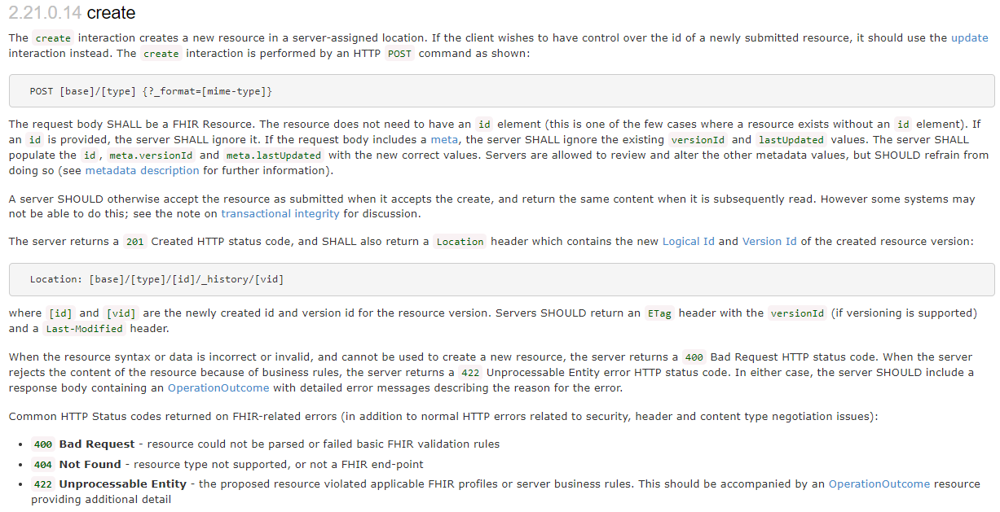 2.21.0.14 create
The create interaction creates a new resource in a server-assigned location. If the client wishes to have control over the id of a newly submitted resource, it should use the update
interaction instead. The create interaction is performed by an HTTP POST command as shown:
POST [base]/[type] {?_format=[mime-type]}
The request body SHALL be a FHIR Resource. The resource does not need to have an id element (this is one of the few cases where a resource exists without an id element). If
an id is provided, the server SHALL ignore it. If the request body includes a meta, the server SHALL ignore the existing versionId and lastUpdated values. The server SHALL
populate the id, meta.versionId and meta.lastUpdated with the new correct values. Servers are allowed to review and alter the other metadata values, but SHOULD refrain from
doing so (see metadata description for further information).
A server SHOULD otherwise accept the resource as submitted when it accepts the create, and return the same content when it is subsequently read. However some systems may
not be able to do this; see the note on transactional integrity for discussion.
The server returns a 201 Created HTTP status code, and SHALL also return a Location header which contains the new Logical Id and Version Id of the created resource version:
Location: [base]/[type]/[id]/_history/[vid]
where [id] and [vid] are the newly created id and version id for the resource version. Servers SHOULD return an ETag header with the versionId (if versioning is supported)
and a Last-Modified header.
When the resource syntax or data is incorrect or invalid, and cannot be used to create a new resource, the server returns a 400 Bad Request HTTP status code. When the server
rejects the content of the resource because of business rules, the server returns a 422 Unprocessable Entity error HTTP status code. In either case, the server SHOULD include a
response body containing an OperationOutcome with detailed error messages describing the reason for the error.
Common HTTP Status codes returned on FHIR-related errors (in addition to normal HTTP errors related to security, header and content type negotiation issues):
• 400 Bad Request - resource could not be parsed or failed basic FHIR validation rules
• 404 Not Found - resource type not supported, or not a FHIR end-point
• 422 Unprocessable Entity - the proposed resource violated applicable FHIR profiles or server business rules. This should be accompanied by an OperationOutcome resource
providing additional detail